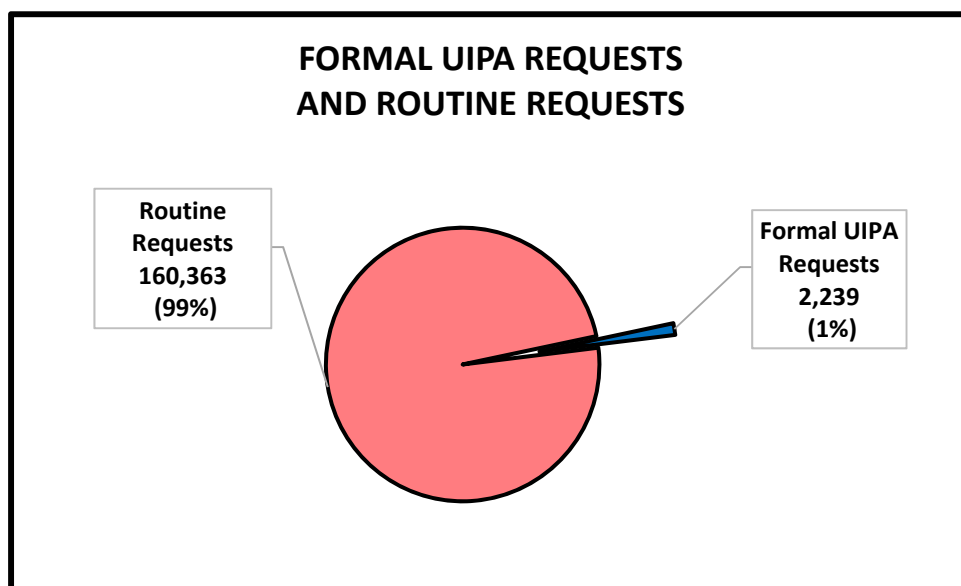 FORMAL UIPA REQUESTS
AND ROUTINE REQUESTS
Routine
Requests
160,363
(99%)
Formal UIPA
Requests
2,239
(1%)